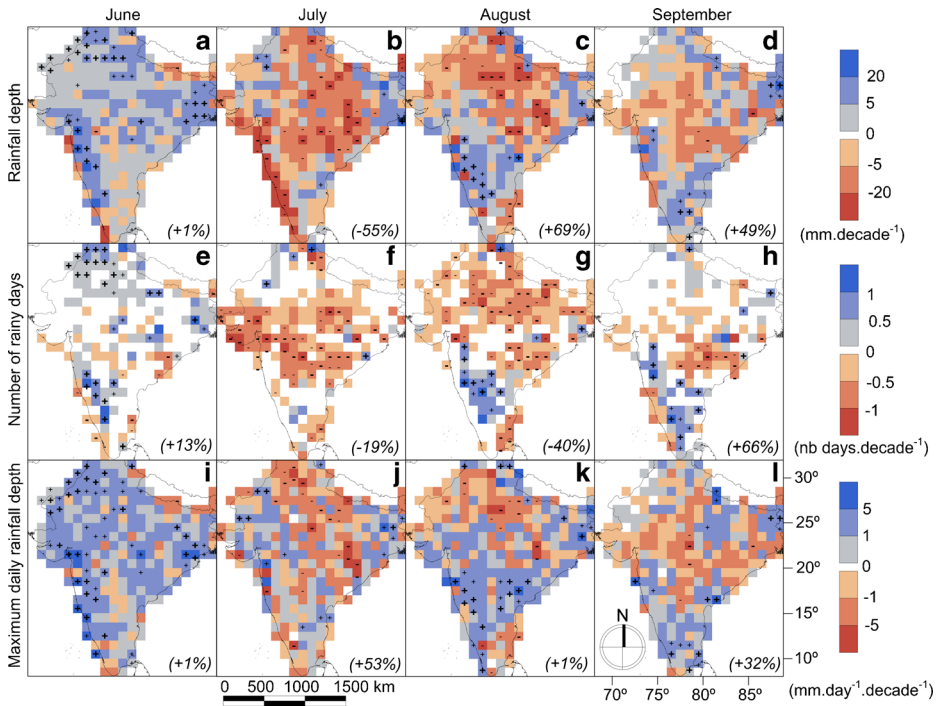 June July August September
Rainfall depth
a b c d
20
5
0
-5
-20
(+1%) (-55%) (+69%) (+49%)
(mm.decade⁻¹)
Number of rainy days
e f g h
1
0.5
0
-0.5
-1
(+13%) (-19%) (-40%) (+66%)
(nb days.decade⁻¹)
Maximum daily rainfall depth
i j k l
30º
25º
20º
15º
10º
5
1
0
-1
-5
N
(+1%) (+53%) (+1%) (+32%)
(mm.day⁻¹.decade⁻¹)
0 500 1000 1500 km
70º 75º 80º 85º